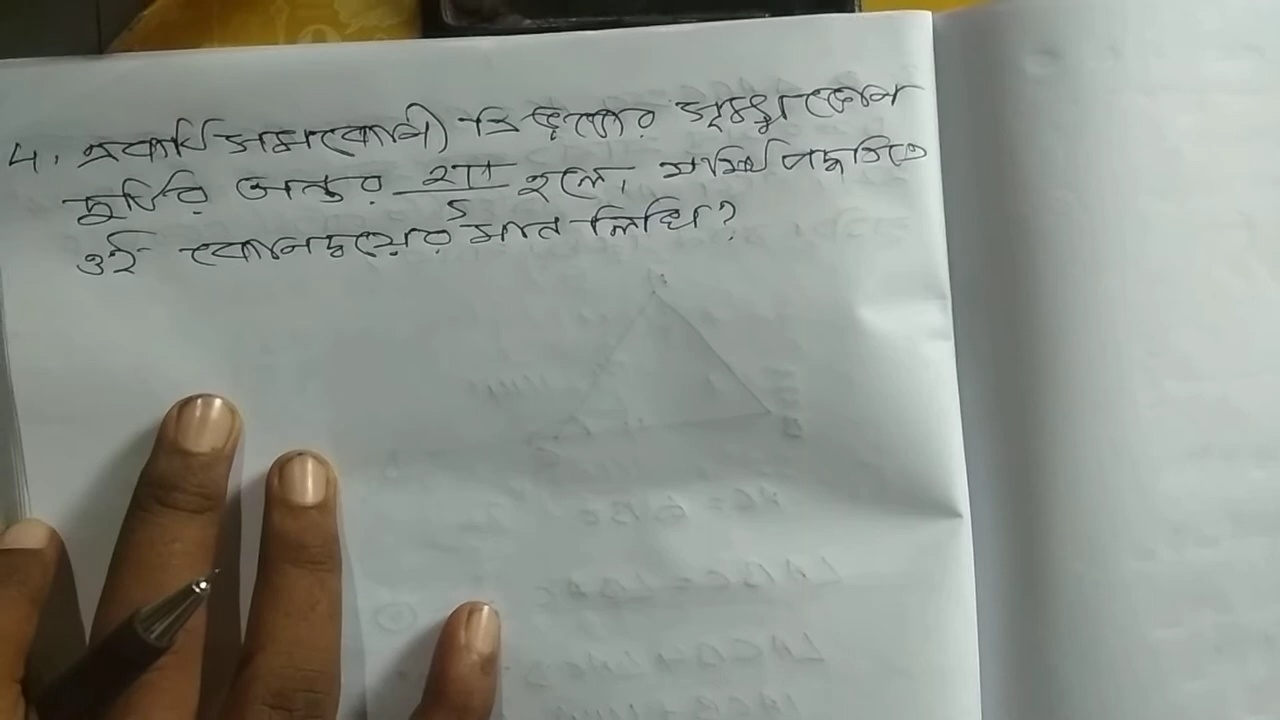 4. একটি সমকোণী ত্রিভুজের সূক্ষ্মকোণ
দুটির অন্তর 2π/5 হলে, ষষ্টিক পদ্ধতিতে
ওই কোণদ্বয়ের মান লিখি?